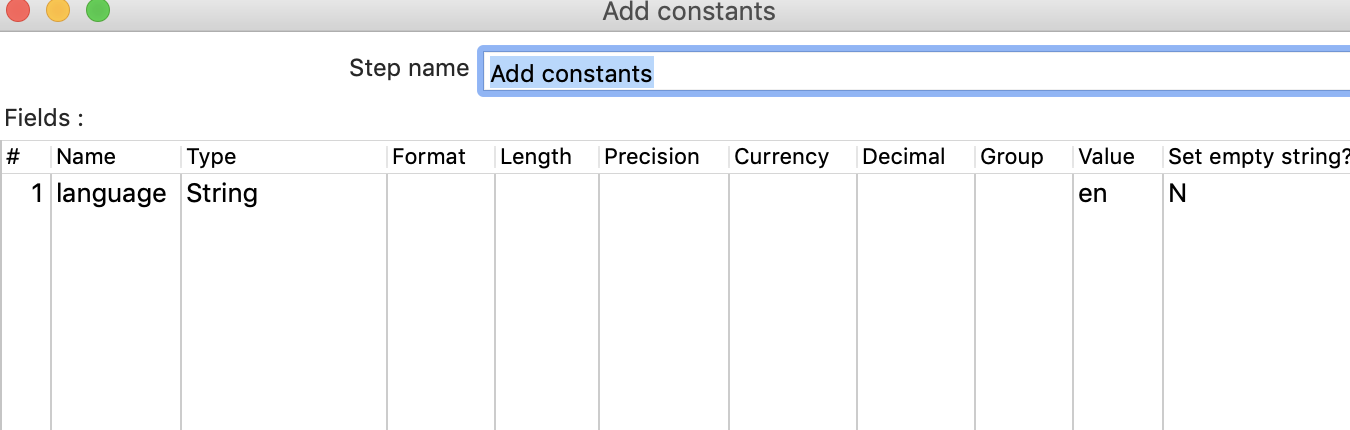 Add constants
Step name Add constants
Fields :
# Name Type Format Length Precision Currency Decimal Group Value Set empty string?
1 language String en N